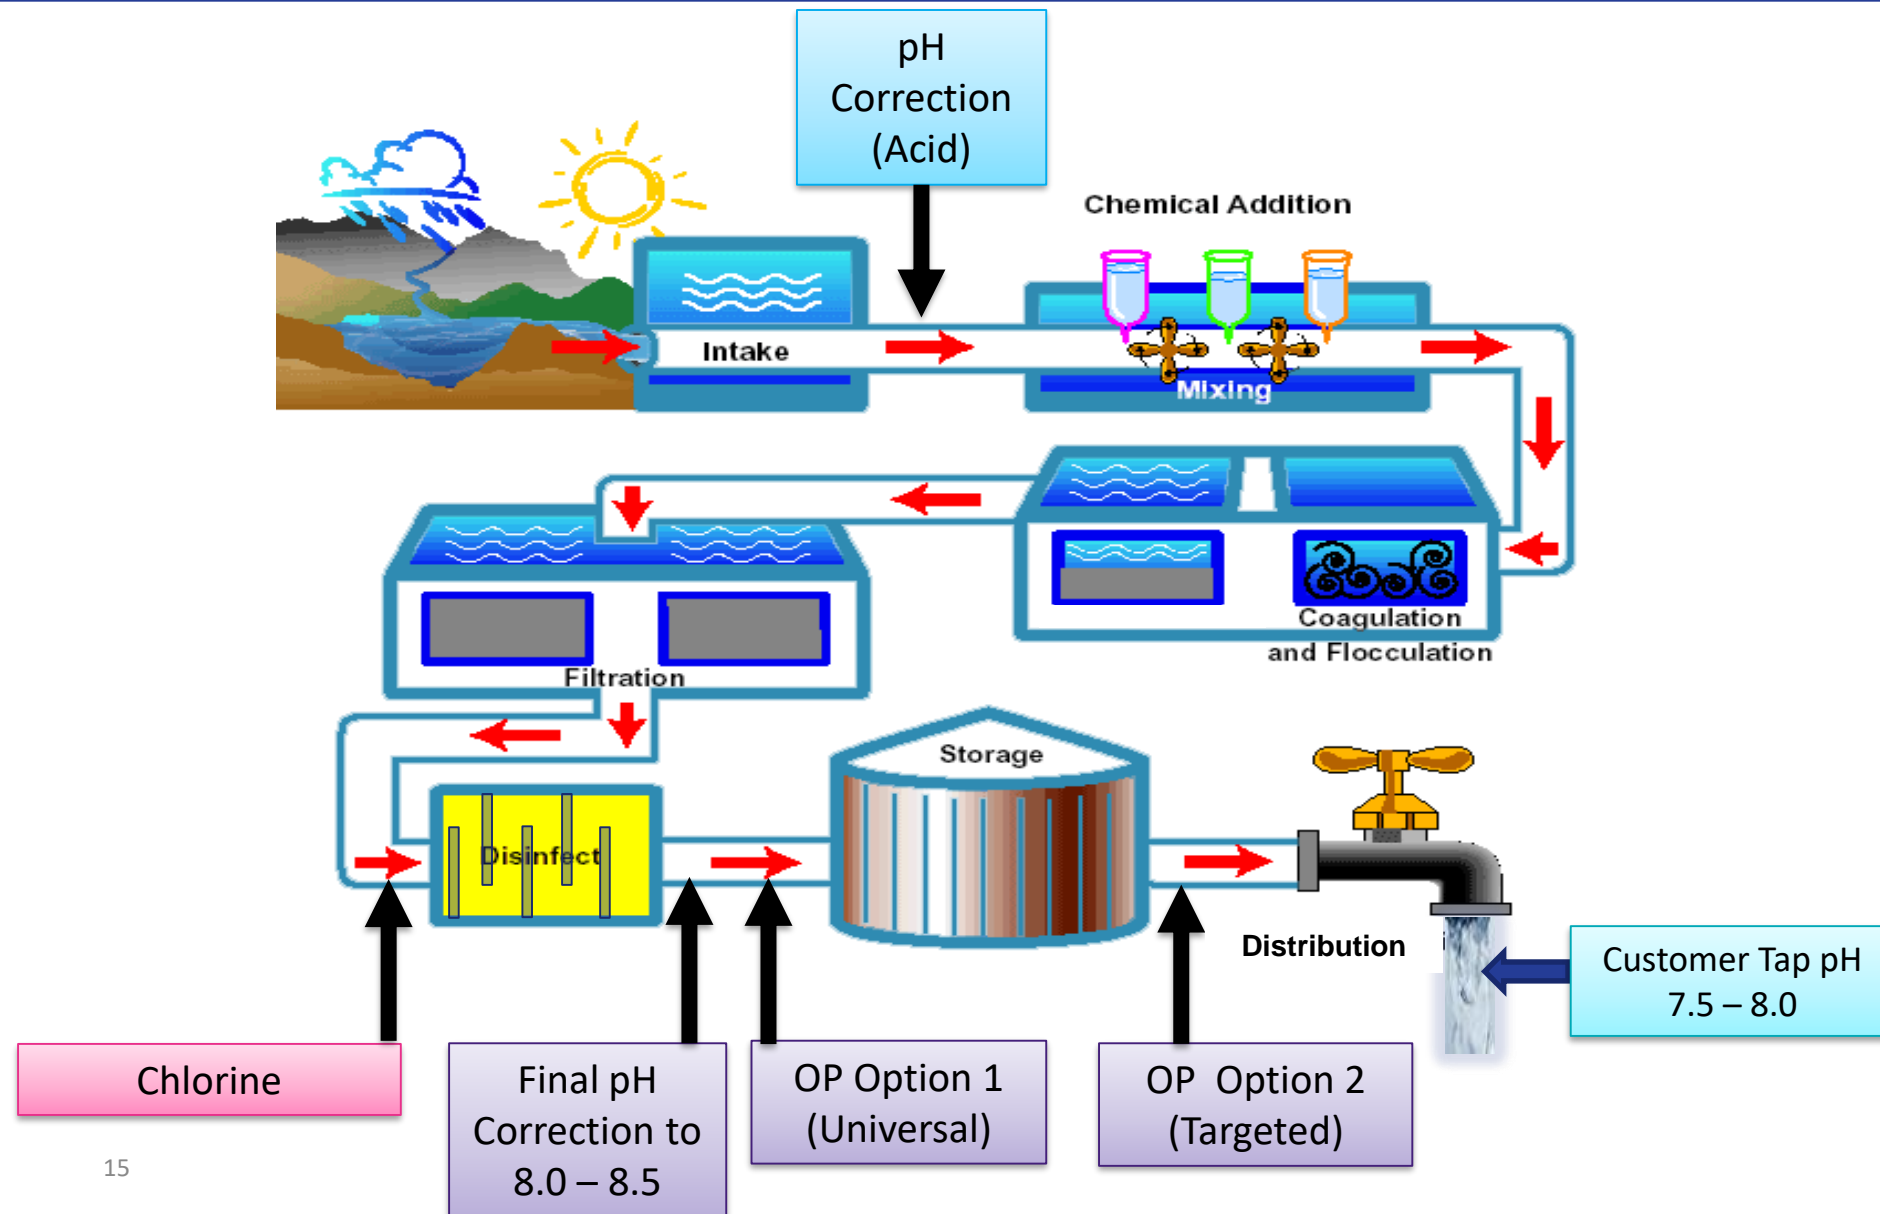 pH
Correction
(Acid)
Chemical Addition
Intake
Mixing
Coagulation
and Flocculation
Filtration
Storage
Disinfect
Distribution
Customer Tap pH
7.5 – 8.0
Chlorine
Final pH
Correction to
8.0 – 8.5
OP Option 1
(Universal)
OP Option 2
(Targeted)
15